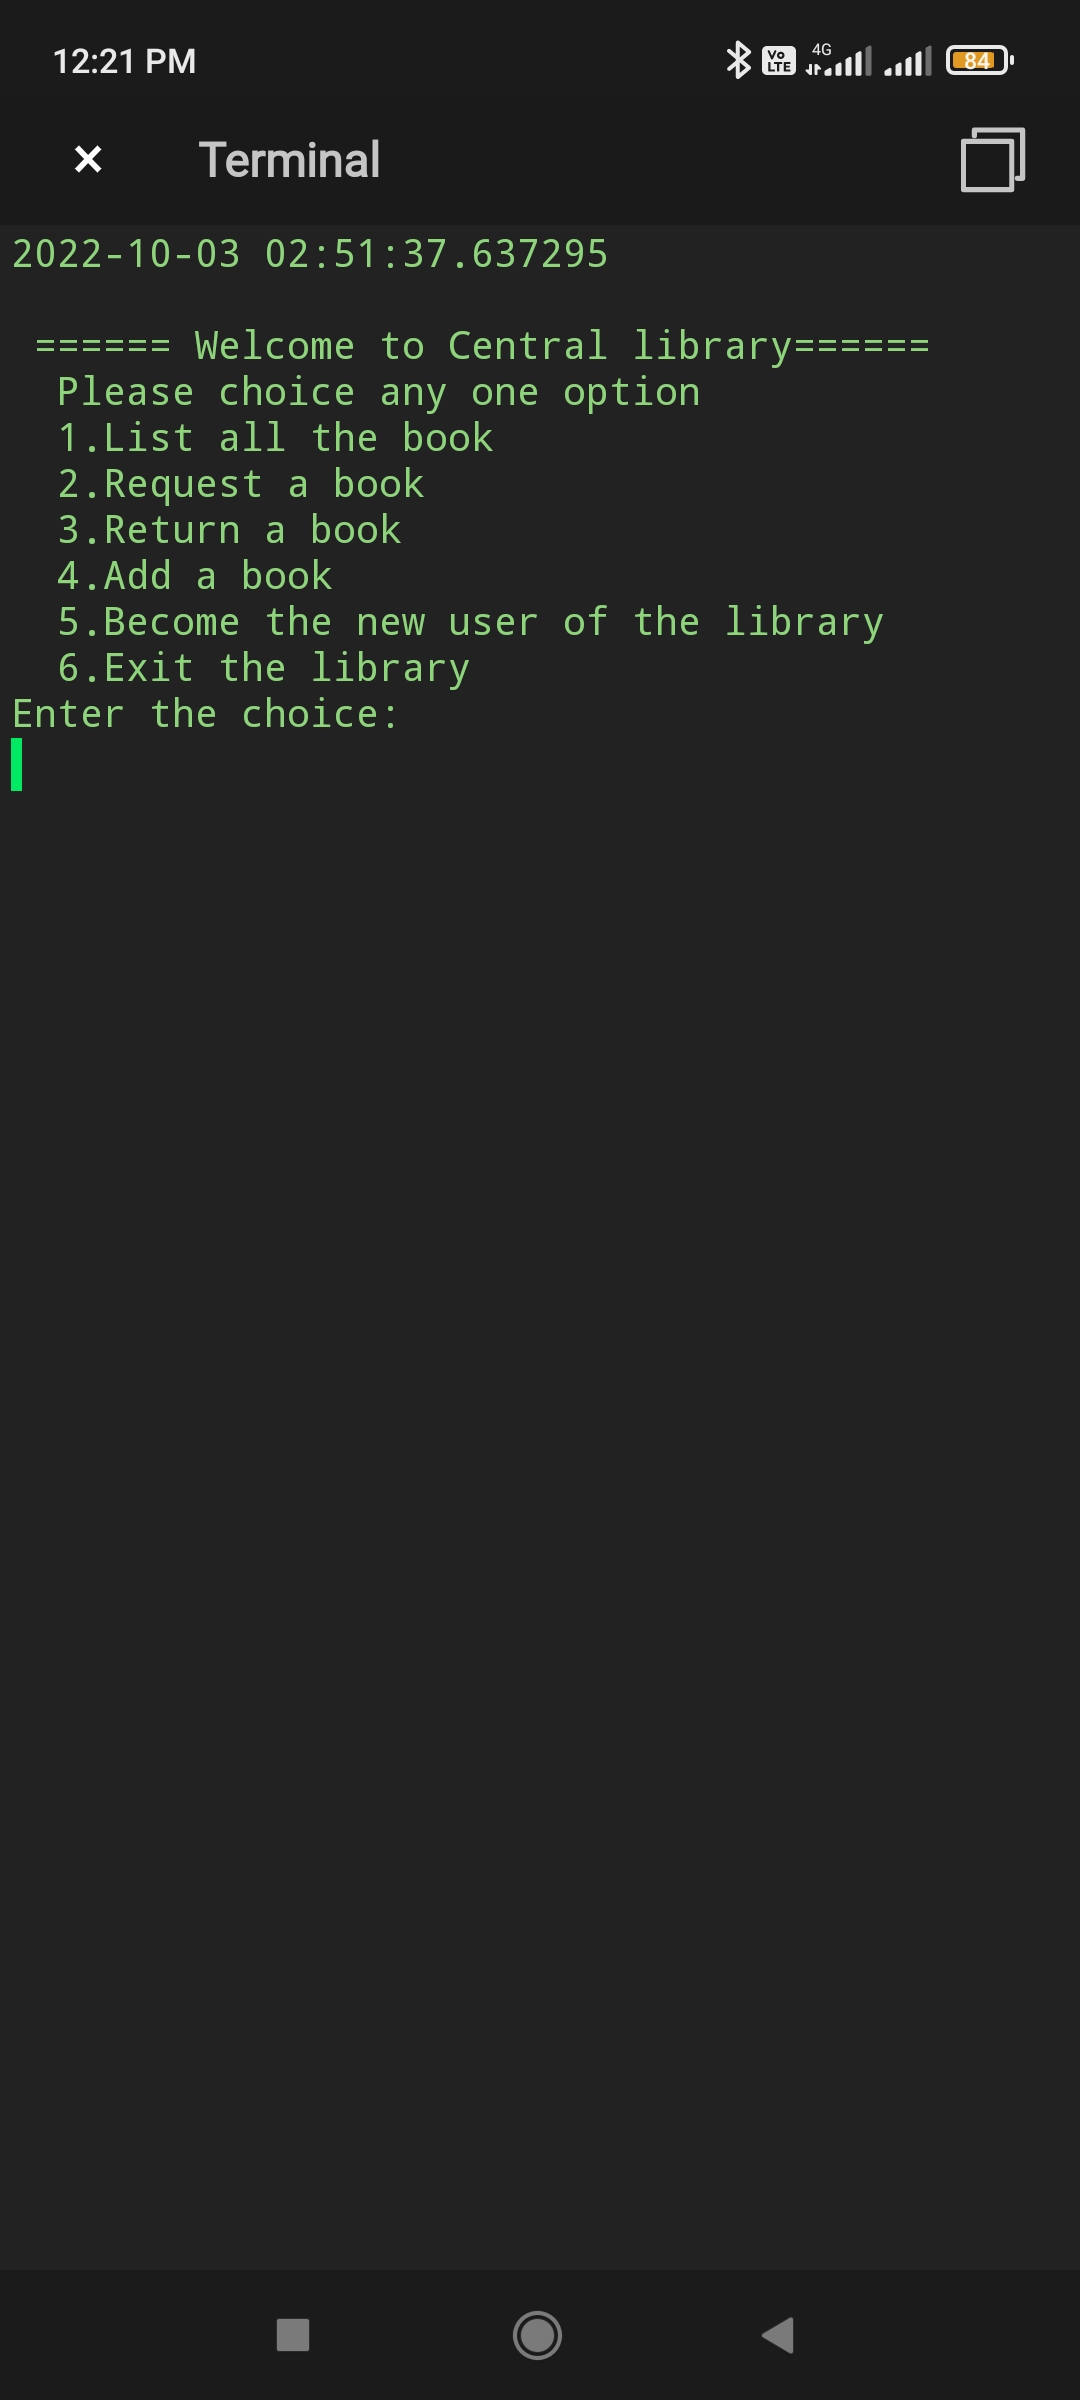 12:21 PM
Vo LTE 4G 84
Terminal
2022-10-03 02:51:37.637295
====== Welcome to Central library======
Please choice any one option
1.List all the book
2.Request a book
3.Return a book
4.Add a book
5.Become the new user of the library
6.Exit the library
Enter the choice: